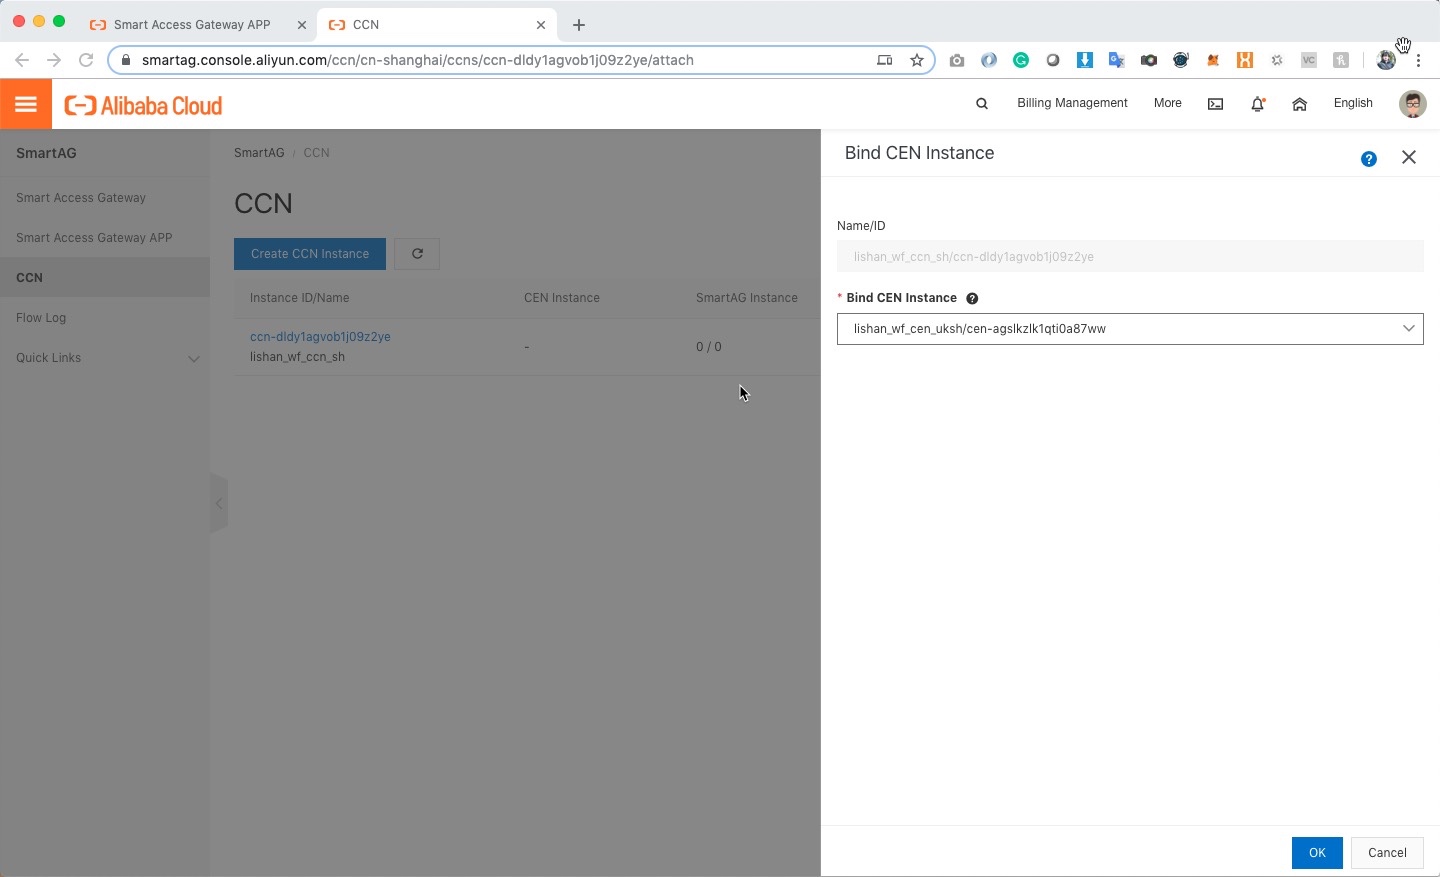 Smart Access Gateway APP
CCN
smartag.console.aliyun.com/ccn/cn-shanghai/ccns/ccn-dldy1agvob1j09z2ye/attach
VC
Alibaba Cloud
Billing Management
More
English
SmartAG
Smart Access Gateway
Smart Access Gateway APP
CCN
Flow Log
Quick Links
SmartAG / CCN
CCN
Create CCN Instance
Instance ID/Name
CEN Instance
SmartAG Instance
ccn-dldy1agvob1j09z2ye
lishan_wf_ccn_sh
-
0 / 0
Bind CEN Instance
?
Name/ID
lishan_wf_ccn_sh/ccn-dldy1agvob1j09z2ye
* Bind CEN Instance ?
lishan_wf_cen_uksh/cen-agslkzlk1qti0a87ww
OK
Cancel